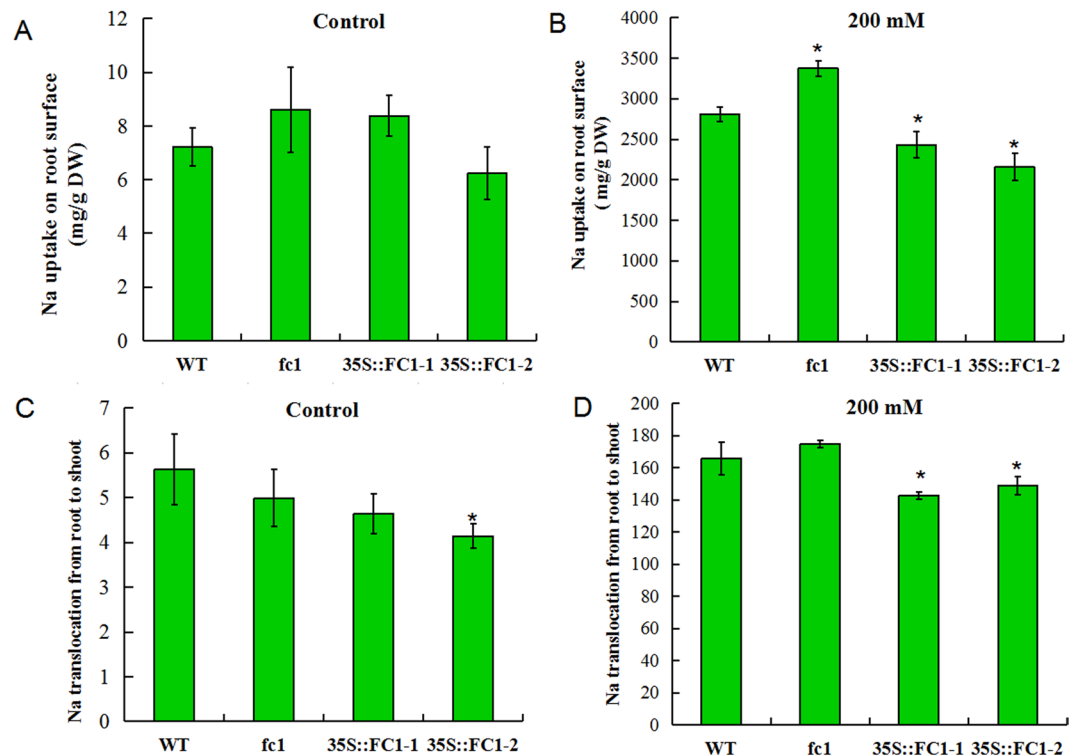 A
Control
Na uptake on root surface
(mg/g DW)
12
10
8
6
4
2
0
WT
fc1
35S::FC1-1
35S::FC1-2
B
200 mM
Na uptake on root surface
( mg/g DW)
4000
3500
3000
2500
2000
1500
1000
500
0
*
*
*
WT
fc1
35S::FC1-1
35S::FC1-2
C
Control
Na translocation from root to shoot
7
6
5
4
3
2
1
0
*
WT
fc1
35S::FC1-1
35S::FC1-2
D
200 mM
Na translocation from root to shoot
200
180
160
140
120
100
80
60
40
20
0
*
*
WT
fc1
35S::FC1-1
35S::FC1-2